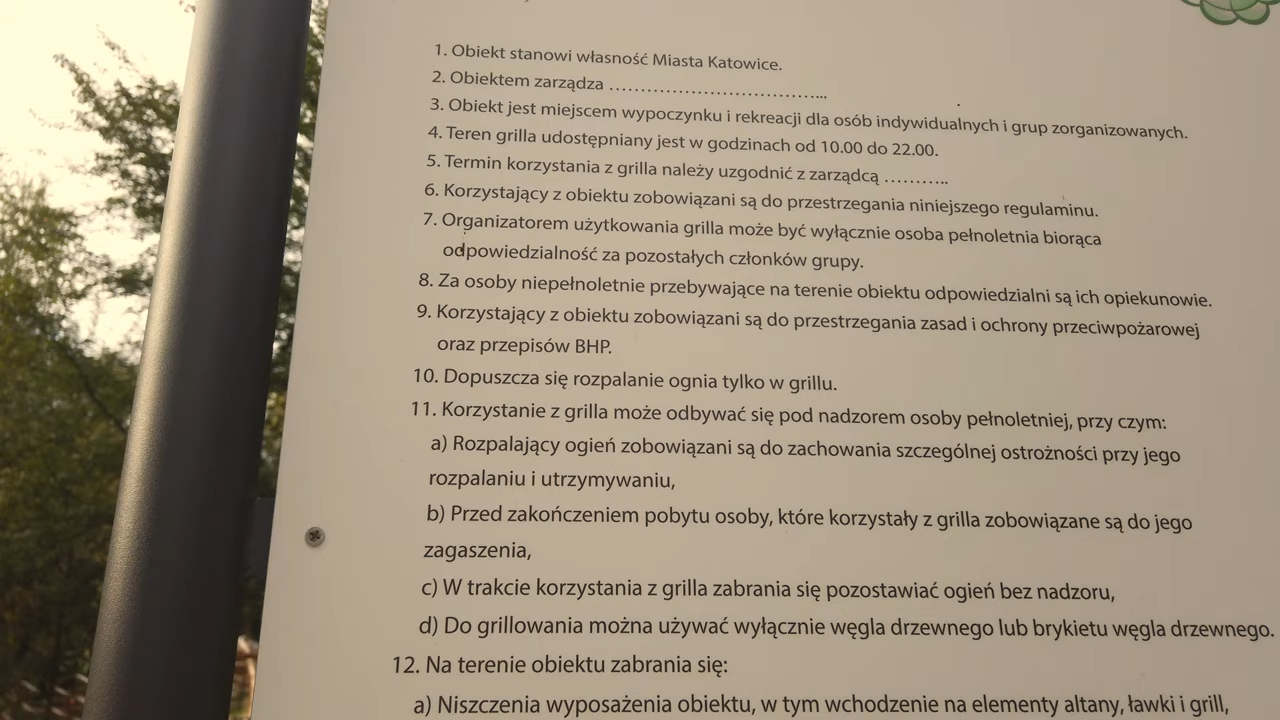 1. Obiekt stanowi własność Miasta Katowice.
2. Obiektem zarządza ……………………………...
3. Obiekt jest miejscem wypoczynku i rekreacji dla osób indywidualnych i grup zorganizowanych.
4. Teren grilla udostępniany jest w godzinach od 10.00 do 22.00.
5. Termin korzystania z grilla należy uzgodnić z zarządcą ………..
6. Korzystający z obiektu zobowiązani są do przestrzegania niniejszego regulaminu.
7. Organizatorem użytkowania grilla może być wyłącznie osoba pełnoletnia biorąca
odpowiedzialność za pozostałych członków grupy.
8. Za osoby niepełnoletnie przebywające na terenie obiektu odpowiedzialni są ich opiekunowie.
9. Korzystający z obiektu zobowiązani są do przestrzegania zasad i ochrony przeciwpożarowej
oraz przepisów BHP.
10. Dopuszcza się rozpalanie ognia tylko w grillu.
11. Korzystanie z grilla może odbywać się pod nadzorem osoby pełnoletniej, przy czym:
a) Rozpalający ogień zobowiązani są do zachowania szczególnej ostrożności przy jego
rozpalaniu i utrzymywaniu,
b) Przed zakończeniem pobytu osoby, które korzystały z grilla zobowiązane są do jego
zagaszenia,
c) W trakcie korzystania z grilla zabrania się pozostawiać ogień bez nadzoru,
d) Do grillowania można używać wyłącznie węgla drzewnego lub brykietu węgla drzewnego.
12. Na terenie obiektu zabrania się:
a) Niszczenia wyposażenia obiektu, w tym wchodzenie na elementy altany, ławki i grill,